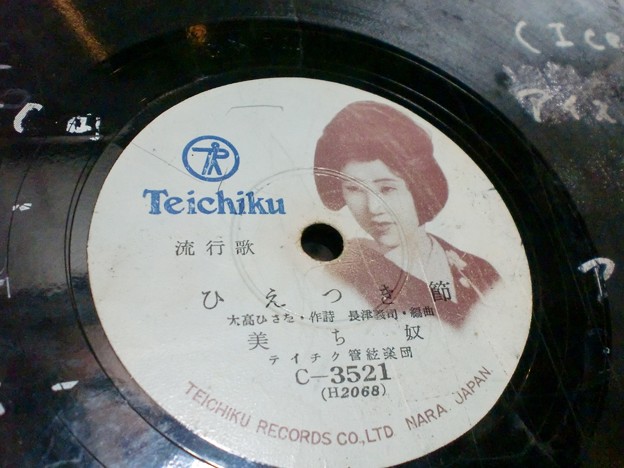 Teichiku
流行歌
ひえつき節
大高ひさを・作詩 長津義司・編曲
美ち奴
テイチク管絃楽団
C-3521
(H2068)
TEICHIKU RECORDS CO., LTD NARA. JAPAN.